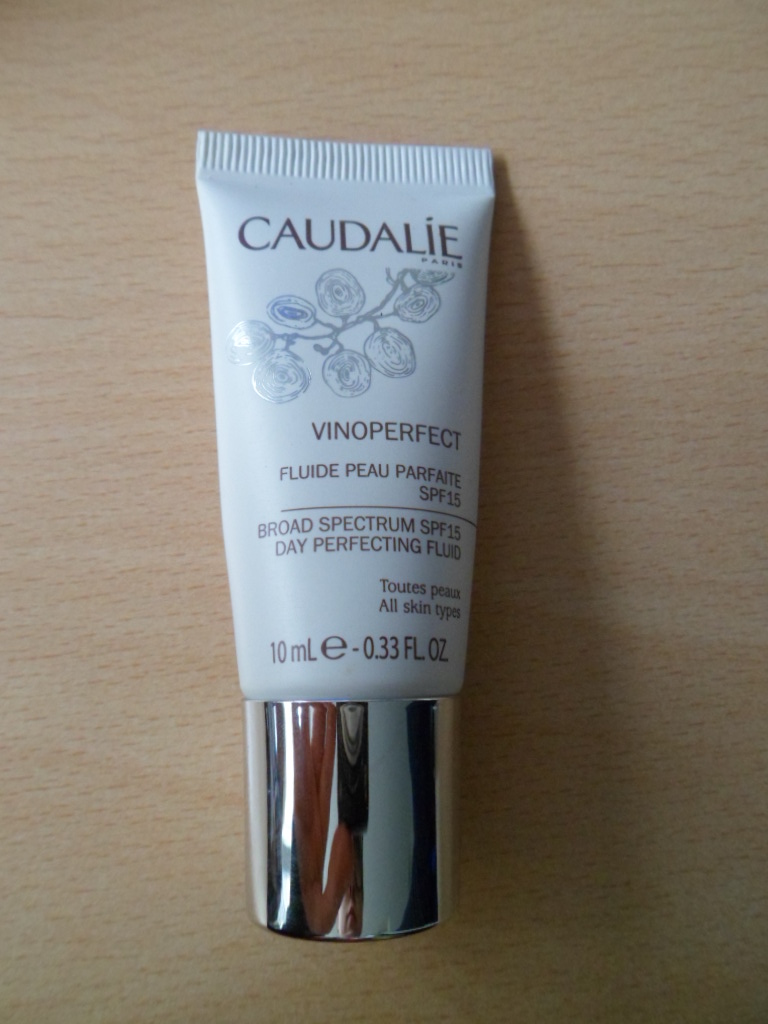 CAUDALÍE
PARIS
VINOPERFECT
FLUIDE PEAU PARFAITE
SPF15
BROAD SPECTRUM SPF15
DAY PERFECTING FLUID
Toutes peaux
All skin types
10 mL e - 0.33 FL. OZ.